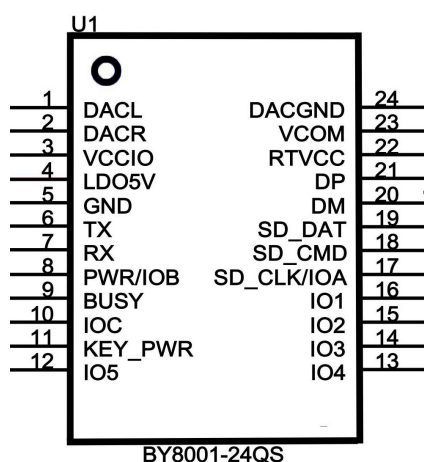 U1
1 DACL DACGND 24
2 DACR VCOM 23
3 VCCIO RTVCC 22
4 LDO5V DP 21
5 GND DM 20
6 TX SD_DAT 19
7 RX SD_CMD 18
8 PWR/IOB SD_CLK/IOA 17
9 BUSY IO1 16
10 IOC IO2 15
11 KEY_PWR IO3 14
12 IO5 IO4 13
BY8001-24QS